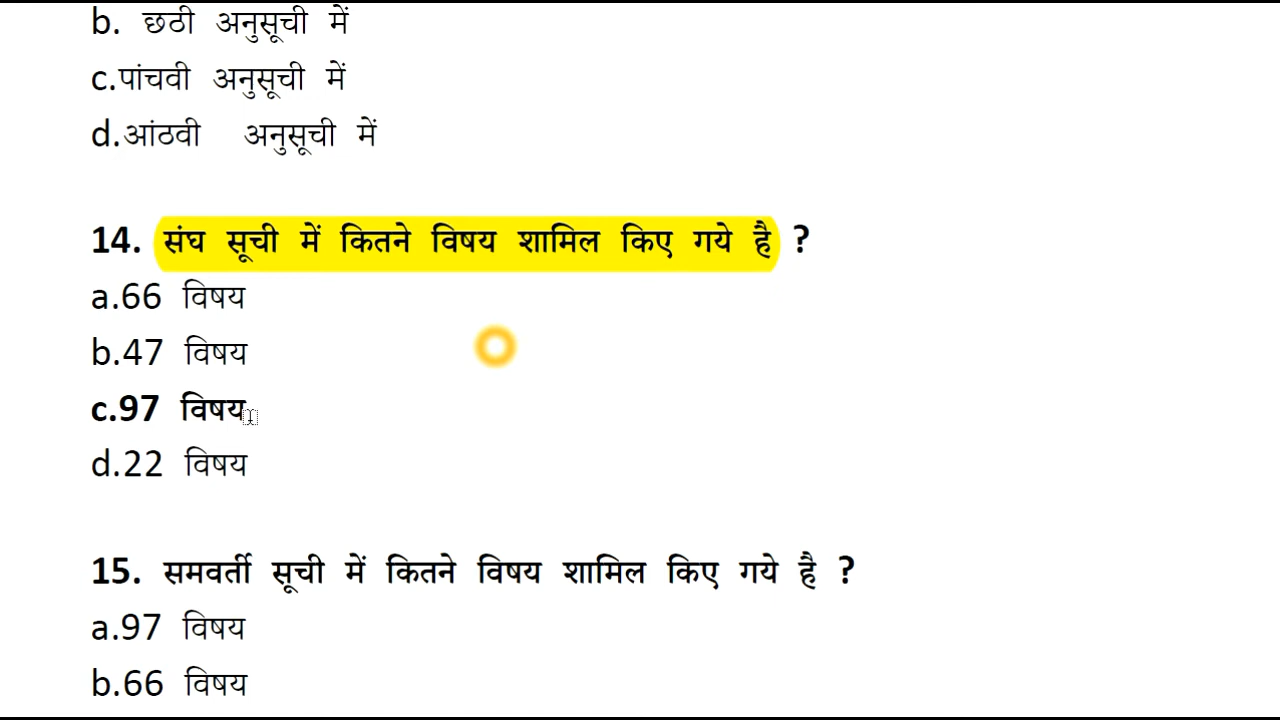 b. छठी अनुसूची में
c.पांचवी अनुसूची में
d.आंठवी अनुसूची में
14. संघ सूची में कितने विषय शामिल किए गये है ?
a.66 विषय
b.47 विषय
c.97 विषय
d.22 विषय
15. समवर्ती सूची में कितने विषय शामिल किए गये है ?
a.97 विषय
b.66 विषय